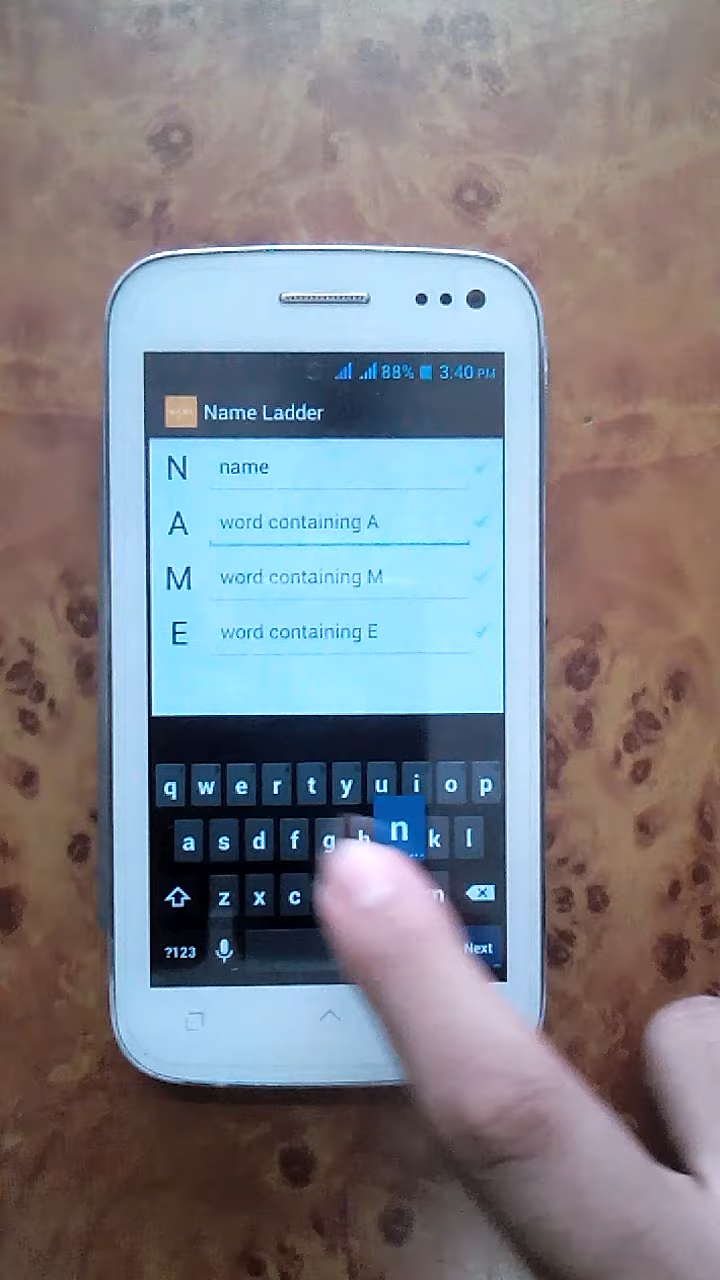 88% 3:40 PM
Name Ladder
N name
A word containing A
M word containing M
E word containing E
q w e r t y u i o p
a s d f g h n k l
z x c m
?123 Next